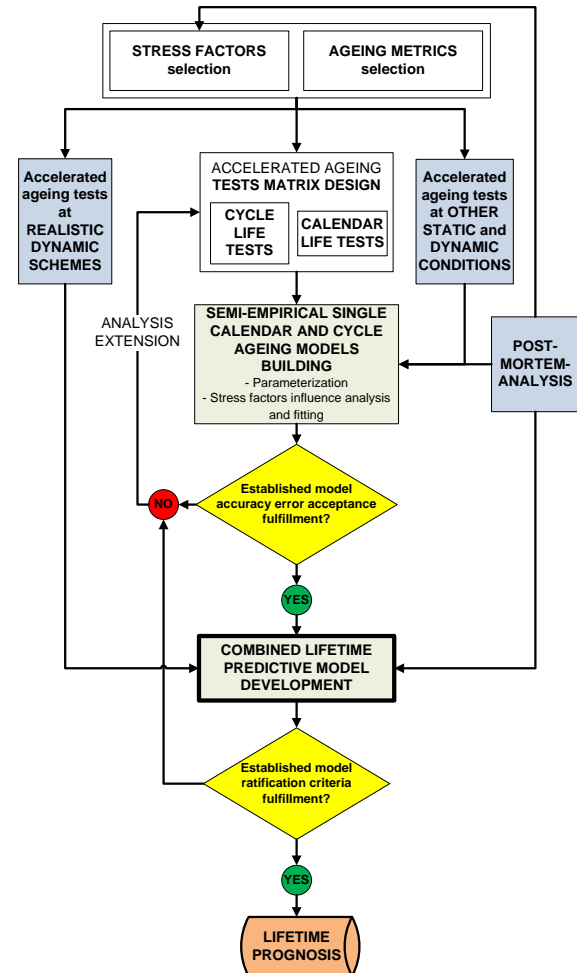 STRESS FACTORS
selection
AGEING METRICS
selection
Accelerated
ageing tests
at
REALISTIC
DYNAMIC
SCHEMES
ACCELERATED AGEING
TESTS MATRIX DESIGN
CYCLE
LIFE
TESTS
CALENDAR
LIFE TESTS
Accelerated
ageing tests
at OTHER
STATIC and
DYNAMIC
CONDITIONS
ANALYSIS
EXTENSION
SEMI-EMPIRICAL SINGLE
CALENDAR AND CYCLE
AGEING MODELS
BUILDING
- Parameterization
- Stress factors influence analysis
and fitting
POST-
MORTEM-
ANALYSIS
Established model
accuracy error acceptance
fulfillment?
NO
YES
COMBINED LIFETIME
PREDICTIVE MODEL
DEVELOPMENT
Established model
ratification criteria
fulfillment?
YES
LIFETIME
PROGNOSIS